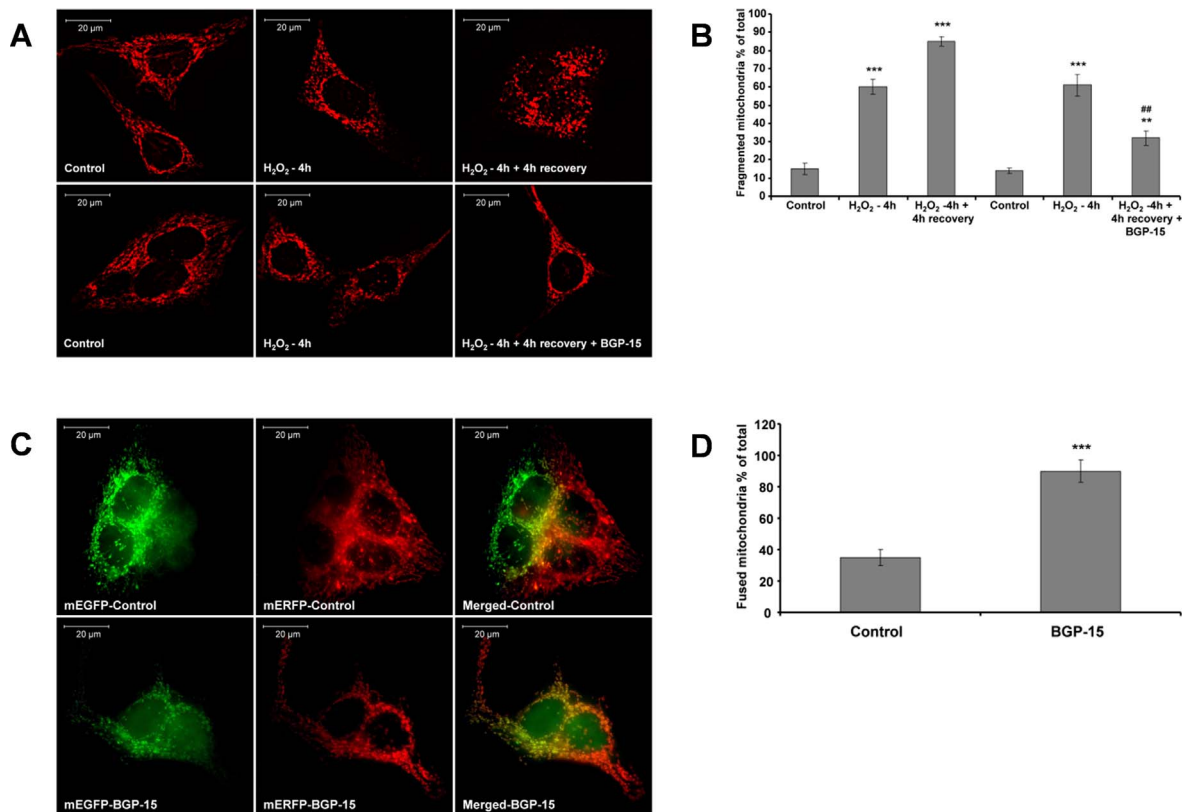 A
20 µm
20 µm
20 µm
Control
H₂O₂ - 4h
H₂O₂ - 4h + 4h recovery
20 µm
20 µm
20 µm
Control
H₂O₂ - 4h
H₂O₂ - 4h + 4h recovery + BGP-15
B
Fragmented mitochondria % of total
100
90
80
70
60
50
40
30
20
10
0
***
***
***
##
**
Control
H₂O₂ - 4h
H₂O₂ -4h +
4h recovery
Control
H₂O₂ - 4h
H₂O₂ -4h +
4h recovery +
BGP-15
C
20 µm
20 µm
20 µm
mEGFP-Control
mERFP-Control
Merged-Control
20 µm
20 µm
20 µm
mEGFP-BGP-15
mERFP-BGP-15
Merged-BGP-15
D
Fused mitochondria % of total
120
100
80
60
40
20
0
***
Control
BGP-15